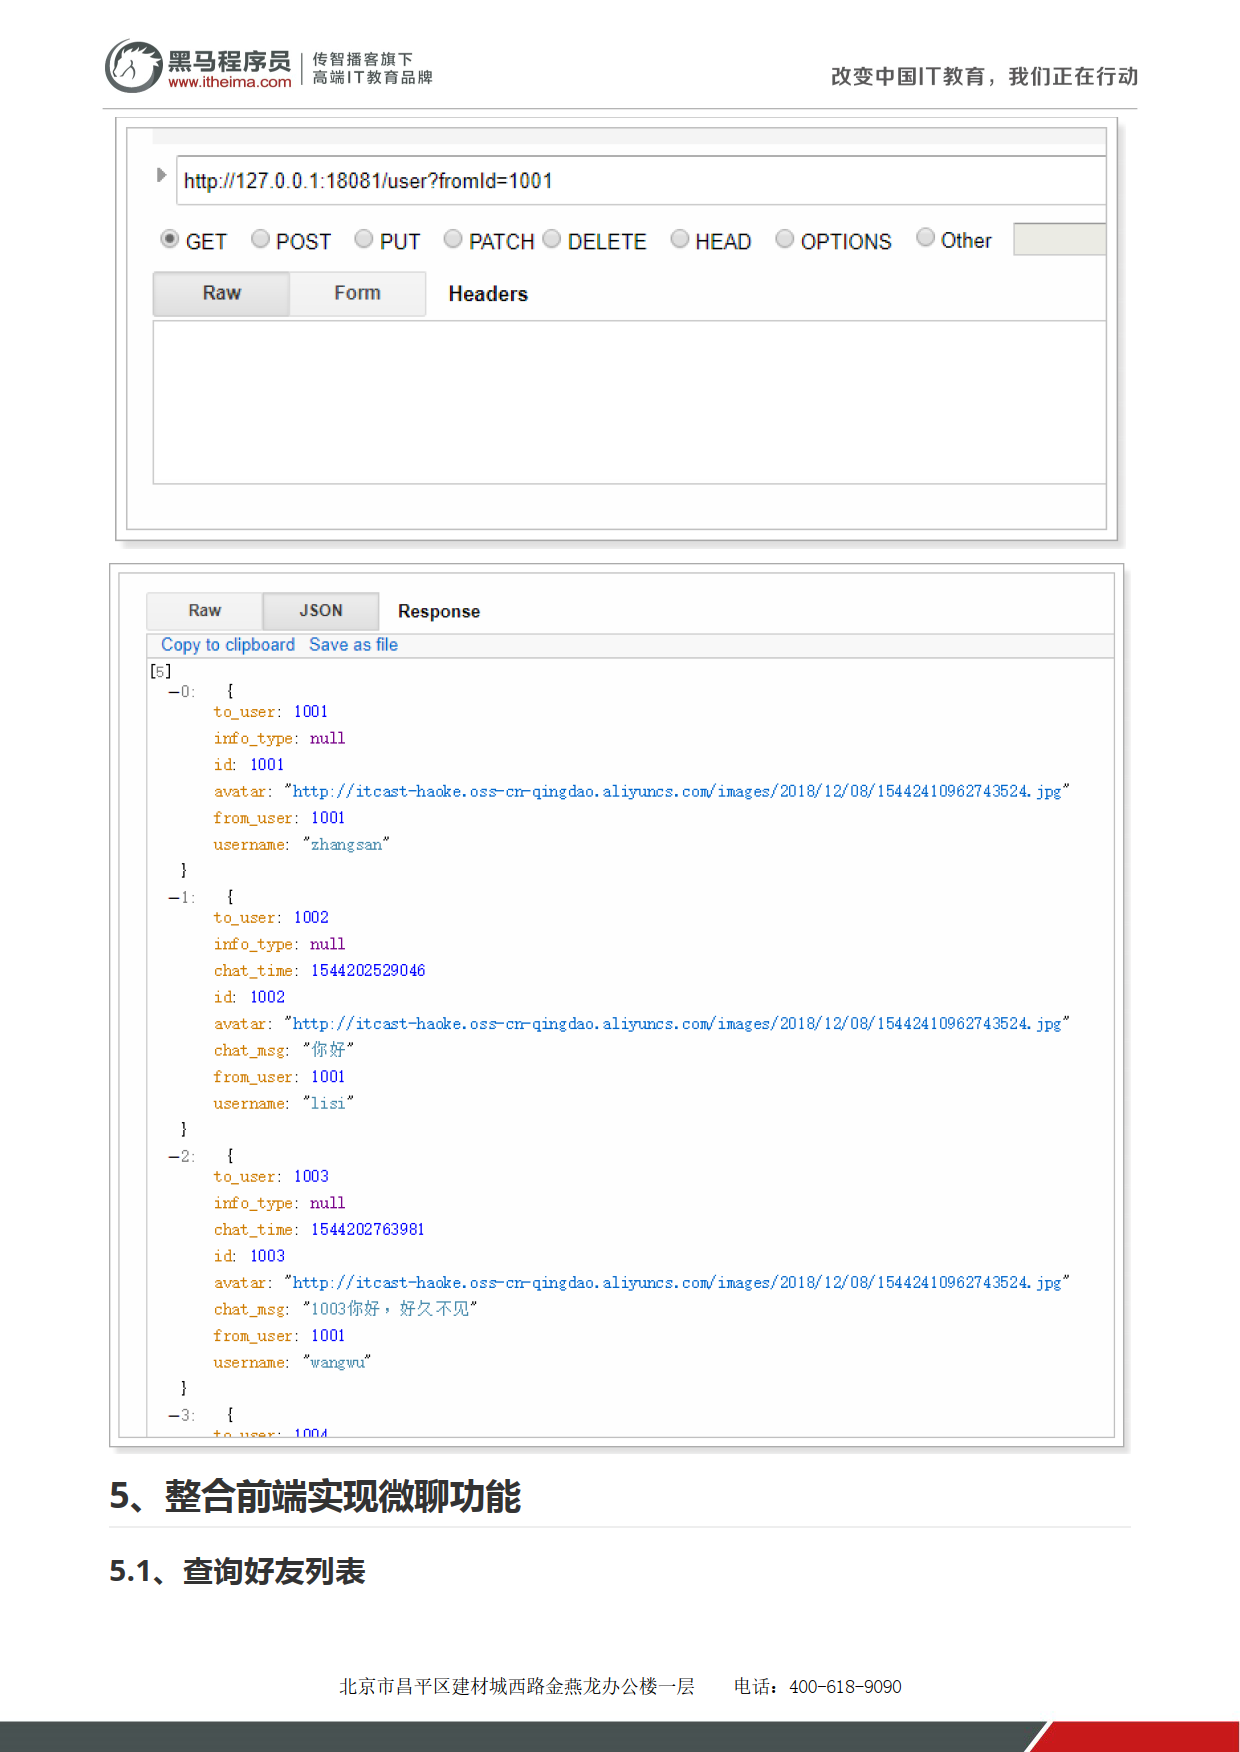 黑马程序员
www.itheima.com
传智播客旗下
高端IT教育品牌
改变中国IT教育，我们正在行动
http://127.0.0.1:18081/user?fromId=1001
GET POST PUT PATCH DELETE HEAD OPTIONS Other
Raw Form Headers
Raw JSON Response
Copy to clipboard Save as file
[5]
–0: {
to_user: 1001
info_type: null
id: 1001
avatar: "http://itcast-haoke.oss-cn-qingdao.aliyuncs.com/images/2018/12/08/15442410962743524.jpg"
from_user: 1001
username: "zhangsan"
}
–1: {
to_user: 1002
info_type: null
chat_time: 1544202529046
id: 1002
avatar: "http://itcast-haoke.oss-cn-qingdao.aliyuncs.com/images/2018/12/08/15442410962743524.jpg"
chat_msg: "你好"
from_user: 1001
username: "lisi"
}
–2: {
to_user: 1003
info_type: null
chat_time: 1544202763981
id: 1003
avatar: "http://itcast-haoke.oss-cn-qingdao.aliyuncs.com/images/2018/12/08/15442410962743524.jpg"
chat_msg: "1003你好，好久不见"
from_user: 1001
username: "wangwu"
}
–3: {
to_user: 1004
5、整合前端实现微聊功能
5.1、查询好友列表
北京市昌平区建材城西路金燕龙办公楼一层 电话：400-618-9090